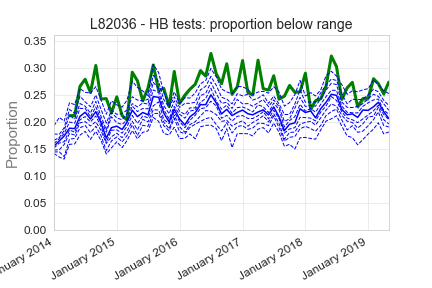 L82036 - HB tests: proportion below range
Proportion
0.35
0.30
0.25
0.20
0.15
0.10
0.05
0.00
nuary 2014
January 2015
January 2016
January 2017
January 2018
January 2019